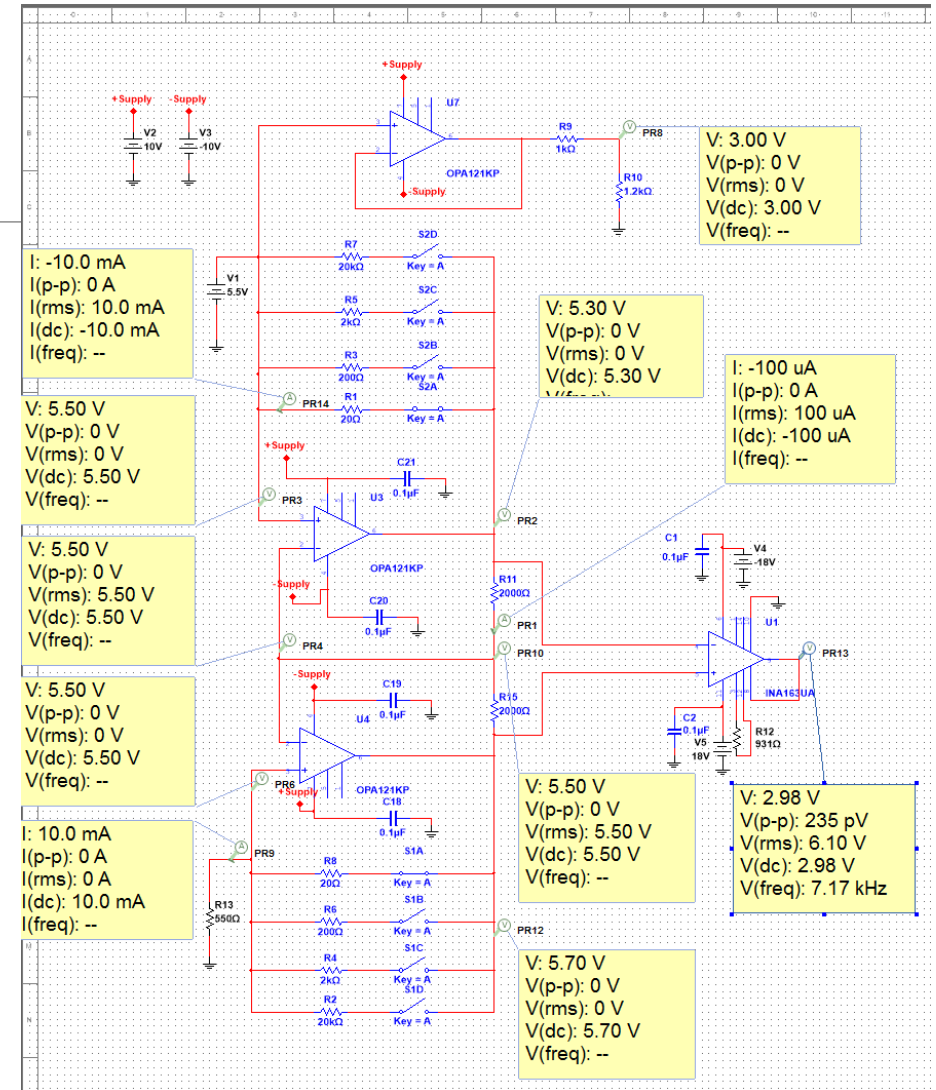 +Supply
U7
+Supply
-Supply
V2
10V
V3
-10V
3
2
6
4
OPA121KP
-Supply
R9
1kΩ
PR8
R10
1.2kΩ
V: 3.00 V
V(p-p): 0 V
V(rms): 0 V
V(dc): 3.00 V
V(freq): --
I: -10.0 mA
I(p-p): 0 A
I(rms): 10.0 mA
I(dc): -10.0 mA
I(freq): --
V1
5.5V
R7
20kΩ
S2D
Key = A
R5
2kΩ
S2C
Key = A
R3
200Ω
S2B
Key = A
S2A
R1
20Ω
Key = A
PR14
V: 5.30 V
V(p-p): 0 V
V(rms): 0 V
V(dc): 5.30 V
I: -100 uA
I(p-p): 0 A
I(rms): 100 uA
I(dc): -100 uA
I(freq): --
V: 5.50 V
V(p-p): 0 V
V(rms): 0 V
V(dc): 5.50 V
V(freq): --
+Supply
C21
0.1µF
PR3
U3
3
2
6
OPA121KP
PR2
-Supply
C20
0.1µF
V: 5.50 V
V(p-p): 0 V
V(rms): 5.50 V
V(dc): 5.50 V
V(freq): --
PR4
R11
2000Ω
PR1
PR10
C1
0.1µF
V4
-18V
U1
PR13
INA163UA
-Supply
C19
0.1µF
R15
2000Ω
C2
0.1µF
V5
18V
R12
931Ω
V: 5.50 V
V(p-p): 0 V
V(rms): 0 V
V(dc): 5.50 V
V(freq): --
U4
PR6
+Supply
OPA121KP
C18
0.1µF
V: 5.50 V
V(p-p): 0 V
V(rms): 5.50 V
V(dc): 5.50 V
V(freq): --
V: 2.98 V
V(p-p): 235 pV
V(rms): 6.10 V
V(dc): 2.98 V
V(freq): 7.17 kHz
I: 10.0 mA
I(p-p): 0 A
I(rms): 0 A
I(dc): 10.0 mA
I(freq): --
PR9
R13
550Ω
S1A
R8
20Ω
Key = A
S1B
R6
200Ω
Key = A
S1C
R4
2kΩ
Key = A
S1D
R2
20kΩ
Key = A
PR12
V: 5.70 V
V(p-p): 0 V
V(rms): 0 V
V(dc): 5.70 V
V(freq): --